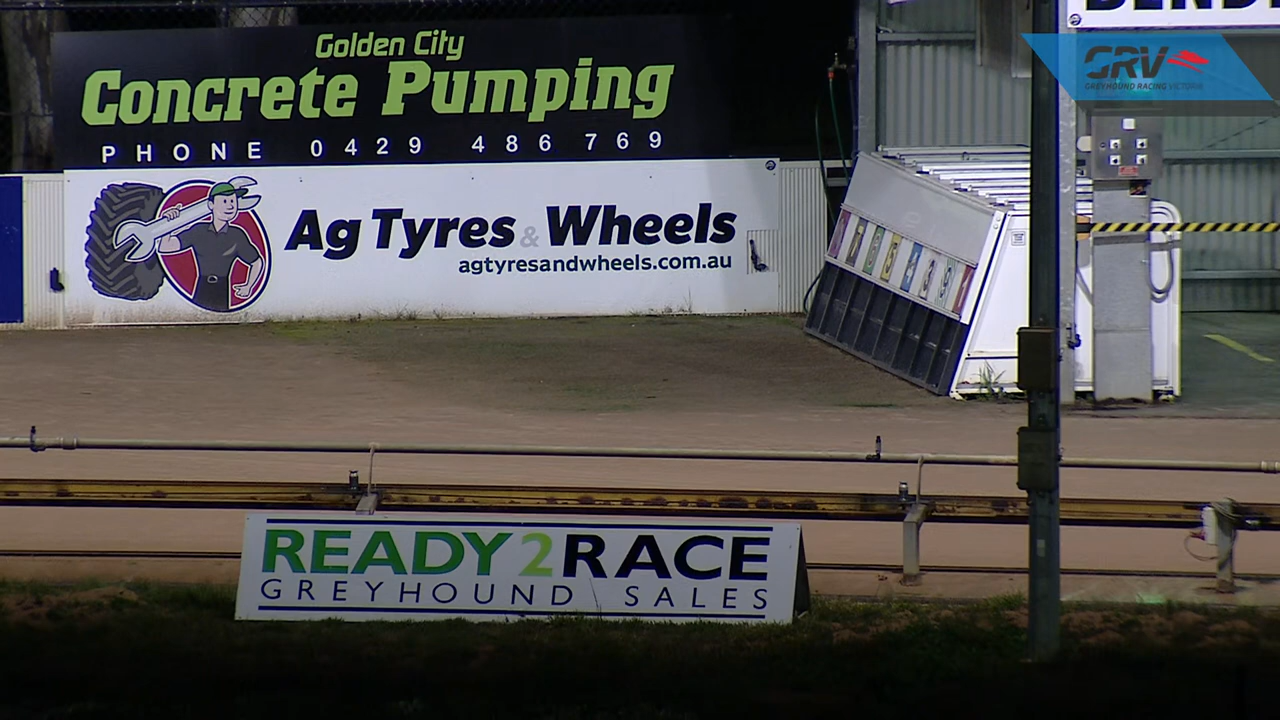 Golden City
Concrete Pumping
PHONE 0429 486 769
Ag Tyres & Wheels
agtyresandwheels.com.au
GRV
GREYHOUND RACING VICTORIA
READY2RACE
GREYHOUND SALES